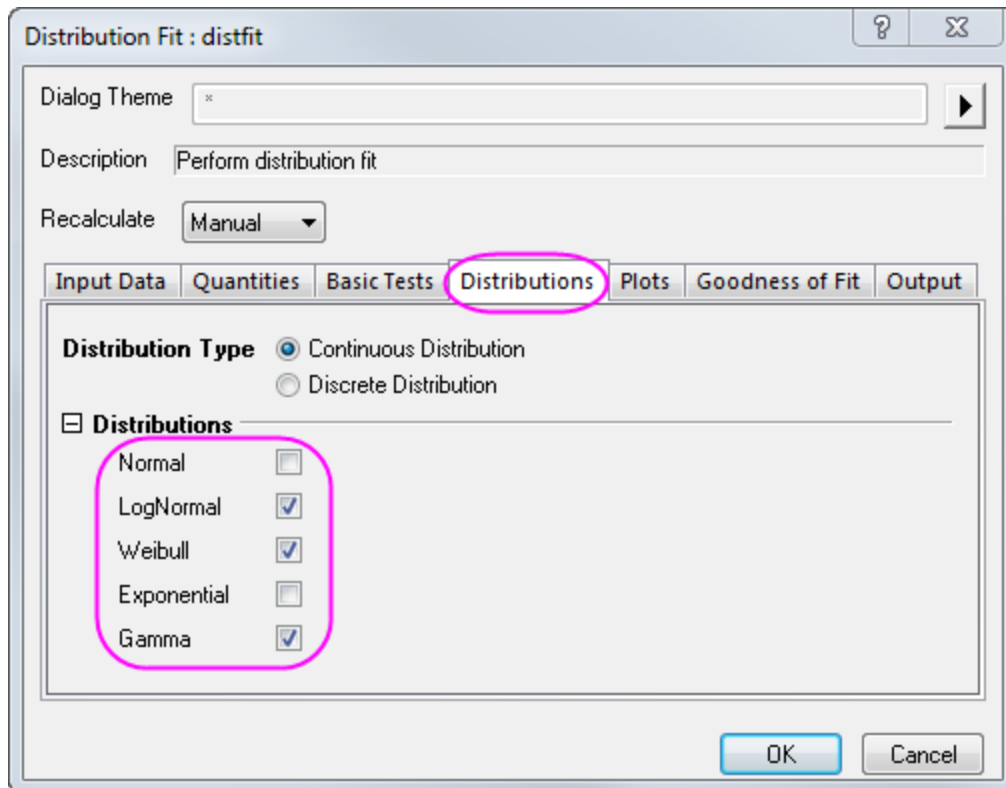 Distribution Fit : distfit
Dialog Theme *
Description Perform distribution fit
Recalculate Manual
Input Data Quantities Basic Tests Distributions Plots Goodness of Fit Output
Distribution Type Continuous Distribution
Discrete Distribution
Distributions
Normal
LogNormal
Weibull
Exponential
Gamma
OK Cancel